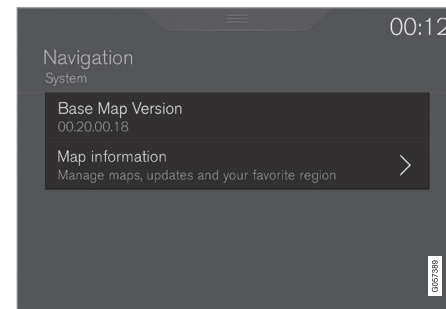 00:12
Navigation
System
Base Map Version
00.20.00.18
Map information
Manage maps, updates and your favorite region
G057389